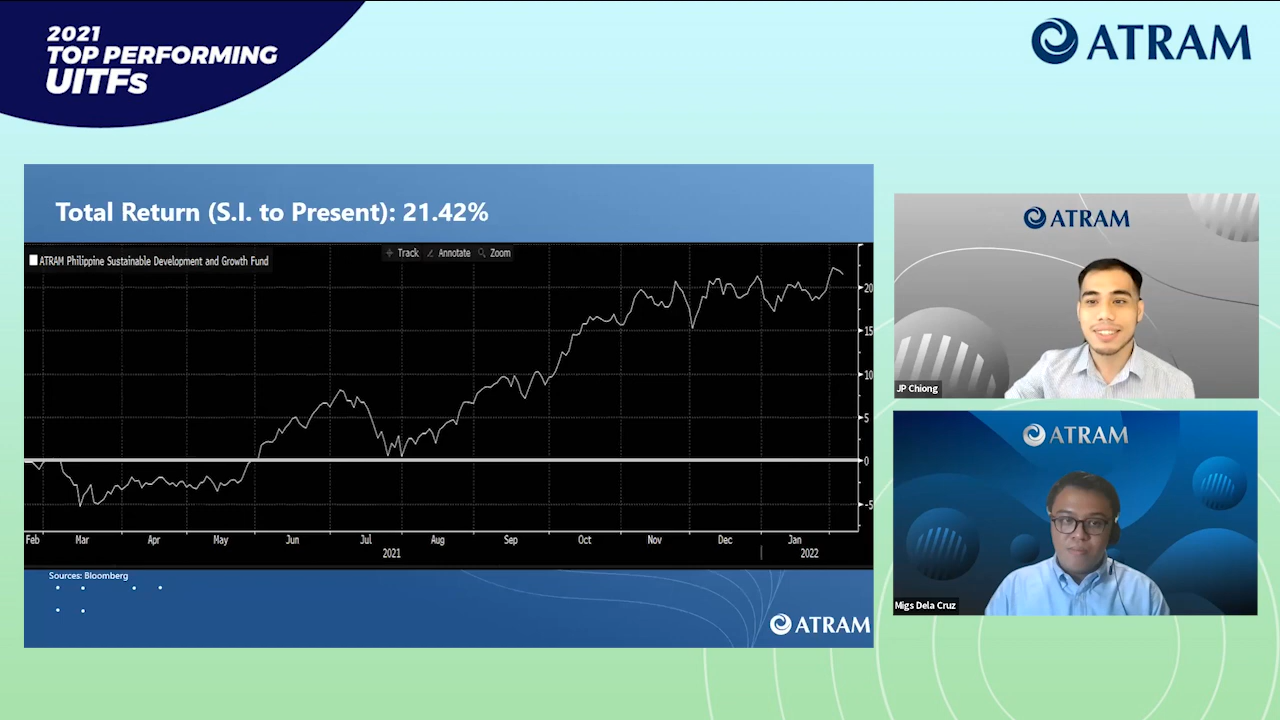 2021
TOP PERFORMING
UITFs
ATRAM
Total Return (S.I. to Present): 21.42%
ATRAM Philippine Sustainable Development and Growth Fund
Track Annotate Zoom
20
15
10
5
0
-5
Feb Mar Apr May Jun Jul Aug Sep Oct Nov Dec Jan
2021 2022
Sources: Bloomberg
ATRAM
ATRAM
JP Chiong
ATRAM
Migs Dela Cruz